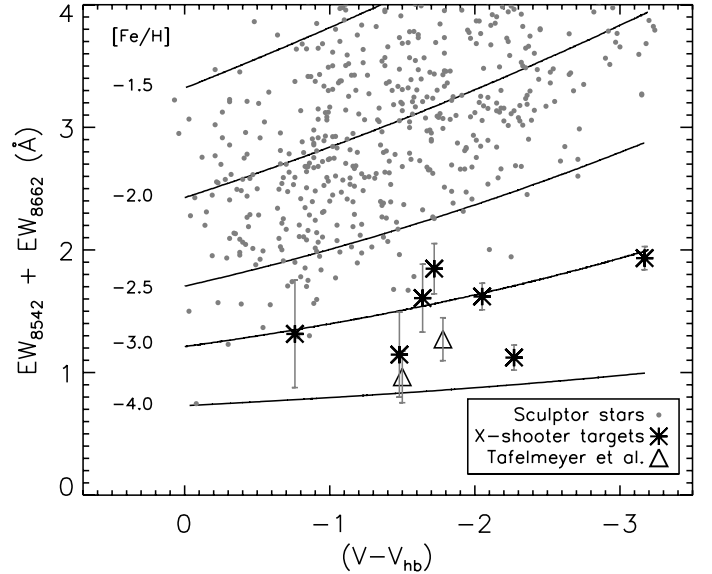 [Fe/H]
-1.5
-2.0
-2.5
-3.0
-4.0
4
3
2
1
0
EW8542 + EW8662 (Å)
Sculptor stars
X-shooter targets
Tafelmeyer et al.
0
-1
-2
-3
(V-Vhb)